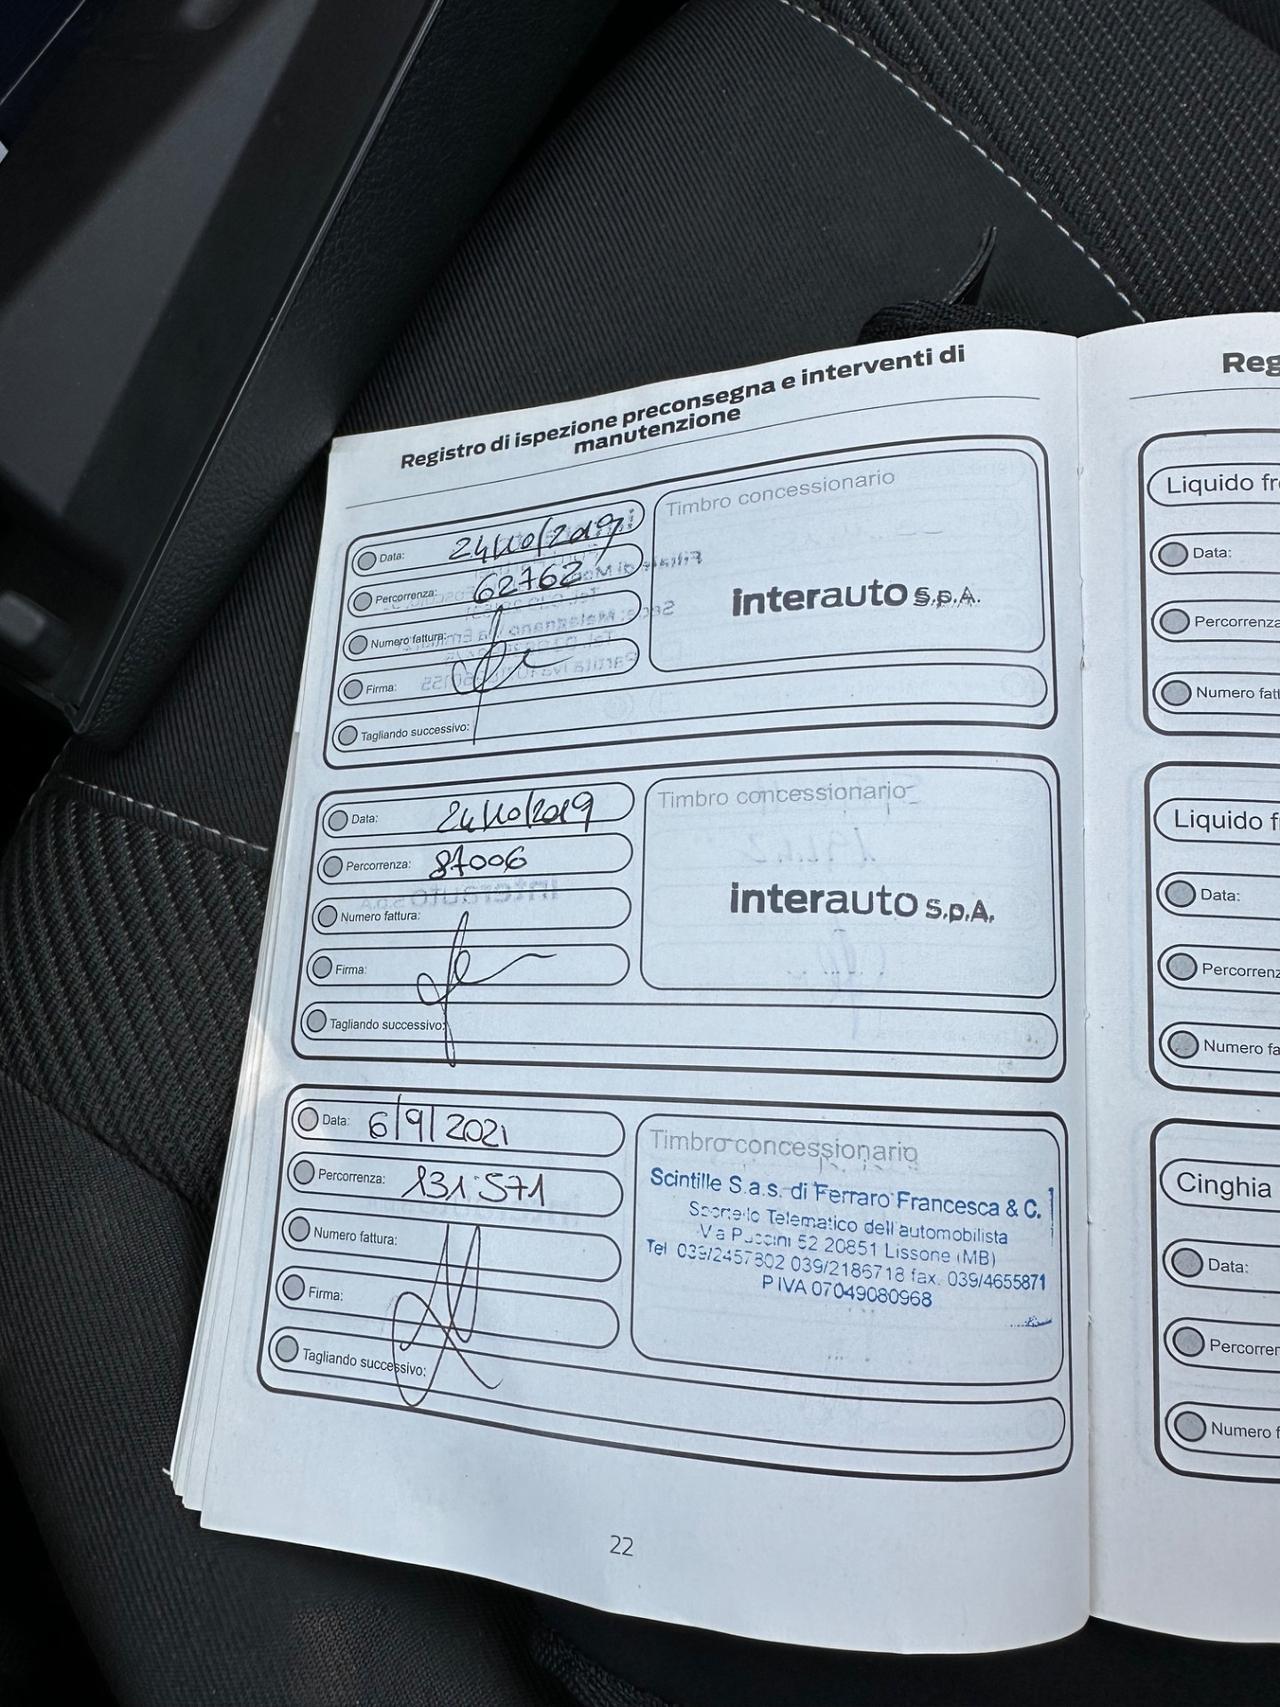 Registro di ispezione preconsegna e interventi di
manutenzione
Data: 24/10/2019
Percorrenza: 62762
Numero fattura:
Firma:
Tagliando successivo:
Timbro concessionario
interauto S.p.A.
Data: 24/10/2019
Percorrenza: 87006
Numero fattura:
Firma:
Tagliando successivo:
Timbro concessionario
interauto S.p.A.
Data: 6/9/2021
Percorrenza: 131.571
Numero fattura:
Firma:
Tagliando successivo:
Timbro concessionario
Scintille S.a.s. di Ferraro Francesca & C.
Sportello Telematico dell'automobilista
Via Puccini 52 20851 Lissone (MB)
Tel 039/2457802 039/2186718 fax. 039/4655871
P IVA 07049080968
22
Reg
Liquido fr
Data:
Percorrenza
Numero fatt
Liquido f
Data:
Percorrenz
Numero fa
Cinghia
Data:
Percorrer
Numero f